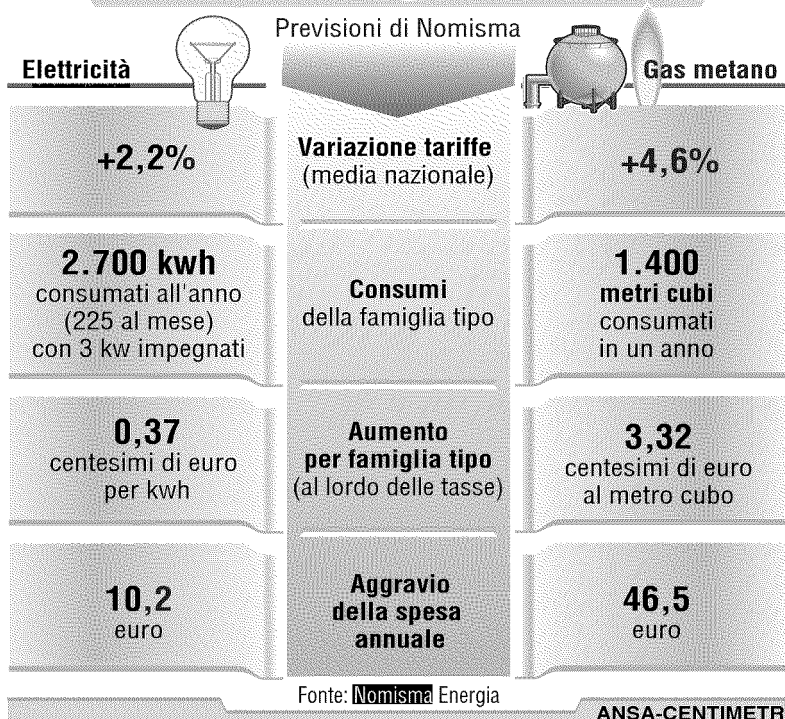 Previsioni di Nomisma
Elettricità
Gas metano
+2,2%
Variazione tariffe
(media nazionale)
+4,6%
2.700 kwh
consumati all'anno
(225 al mese)
con 3 kw impegnati
Consumi
della famiglia tipo
1.400
metri cubi
consumati
in un anno
0,37
centesimi di euro
per kwh
Aumento
per famiglia tipo
(al lordo delle tasse)
3,32
centesimi di euro
al metro cubo
10,2
euro
Aggravio
della spesa
annuale
46,5
euro
Fonte: Nomisma Energia
ANSA-CENTIMETR